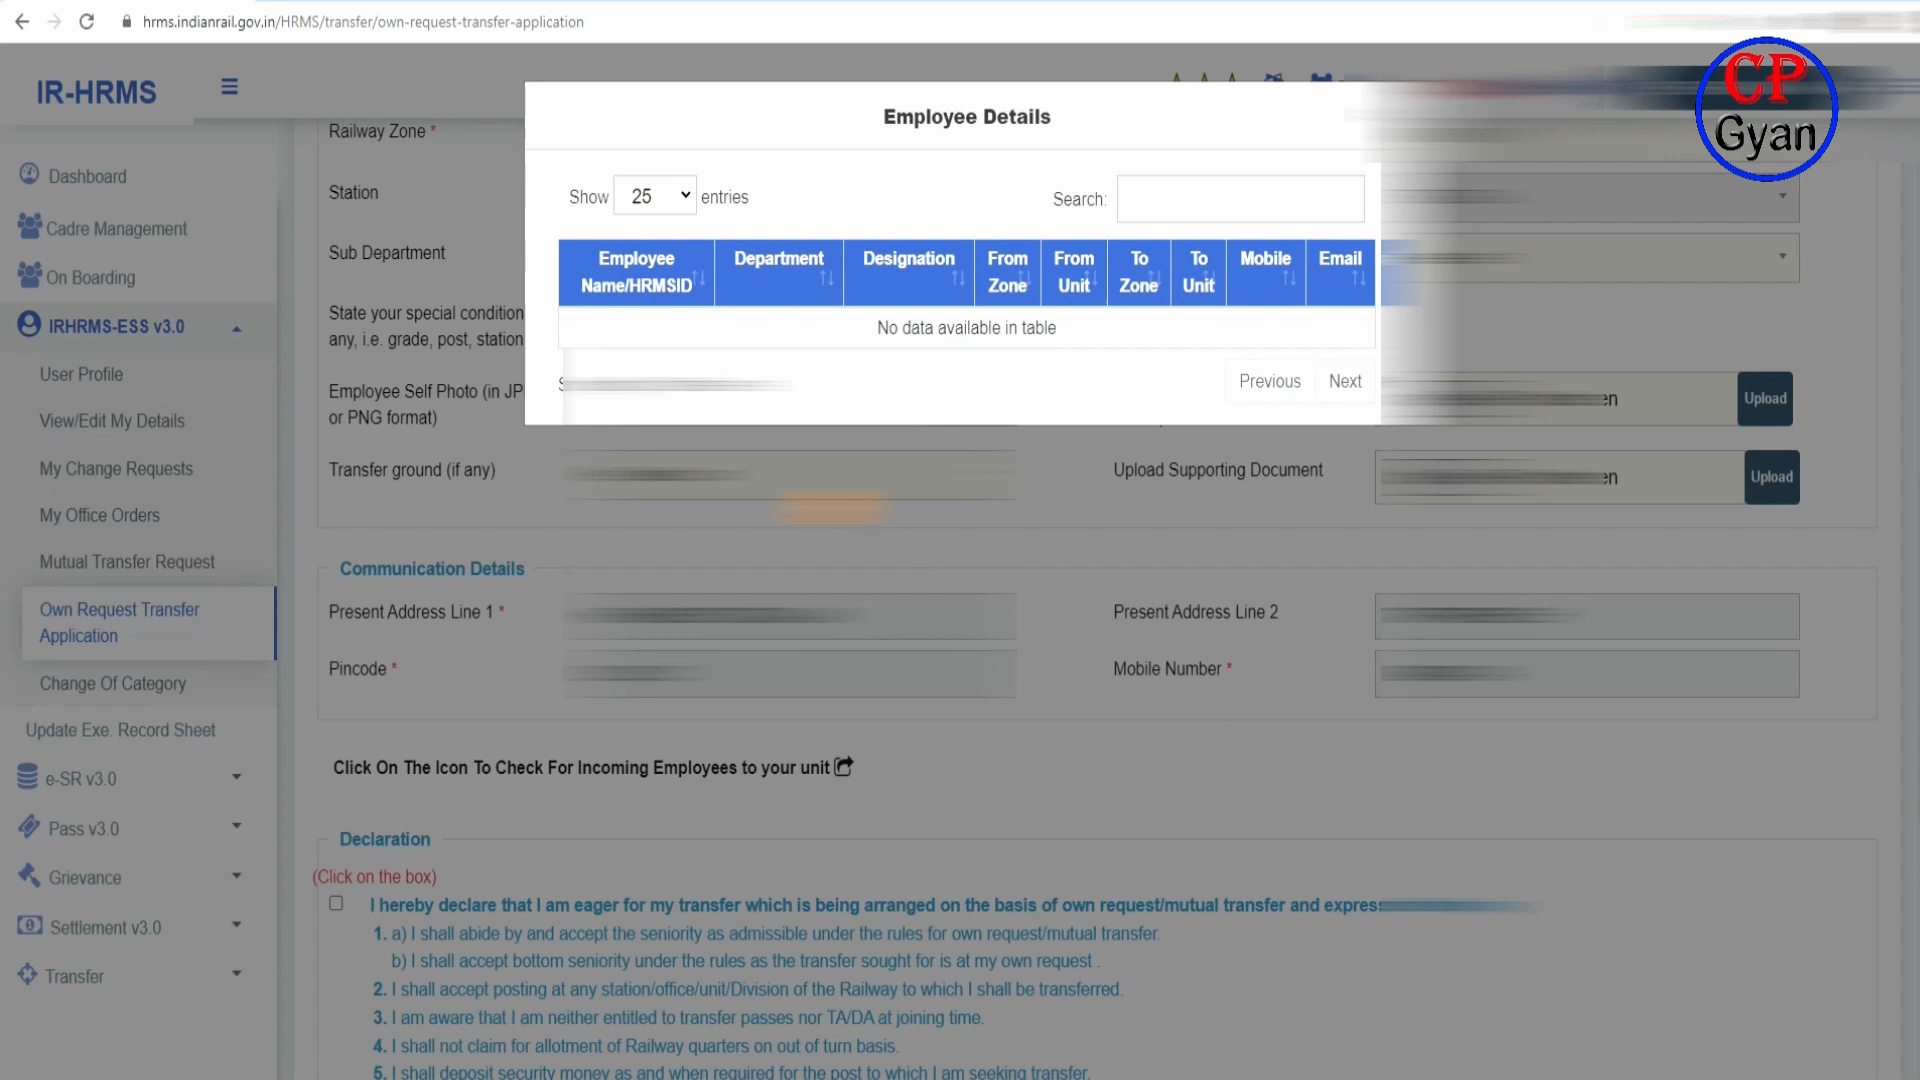 hrms.indianrail.gov.in/HRMS/transfer/own-request-transfer-application
CP
Gyan
IR-HRMS
Dashboard
Cadre Management
On Boarding
IRHRMS-ESS v3.0
User Profile
View/Edit My Details
My Change Requests
My Office Orders
Mutual Transfer Request
Own Request Transfer
Application
Change Of Category
Update Exe. Record Sheet
e-SR v3.0
Pass v3.0
Grievance
Settlement v3.0
Transfer
Employee Details
Show 25 entries
Search:
Employee Name/HRMSID Department Designation From Zone From Unit To Zone To Unit Mobile Email
No data available in table
Previous Next
Railway Zone *
Station
Sub Department
State your special condition
any, i.e. grade, post, station
Employee Self Photo (in JP
or PNG format)
Upload
Transfer ground (if any)
Upload Supporting Document
Upload
Communication Details
Present Address Line 1 *
Present Address Line 2
Pincode *
Mobile Number *
Click On The Icon To Check For Incoming Employees to your unit
Declaration
(Click on the box)
I hereby declare that I am eager for my transfer which is being arranged on the basis of own request/mutual transfer and express
1. a) I shall abide by and accept the seniority as admissible under the rules for own request/mutual transfer.
b) I shall accept bottom seniority under the rules as the transfer sought for is at my own request .
2. I shall accept posting at any station/office/unit/Division of the Railway to which I shall be transferred.
3. I am aware that I am neither entitled to transfer passes nor TA/DA at joining time.
4. I shall not claim for allotment of Railway quarters on out of turn basis.
5. I shall deposit security money as and when required for the post to which I am seeking transfer.